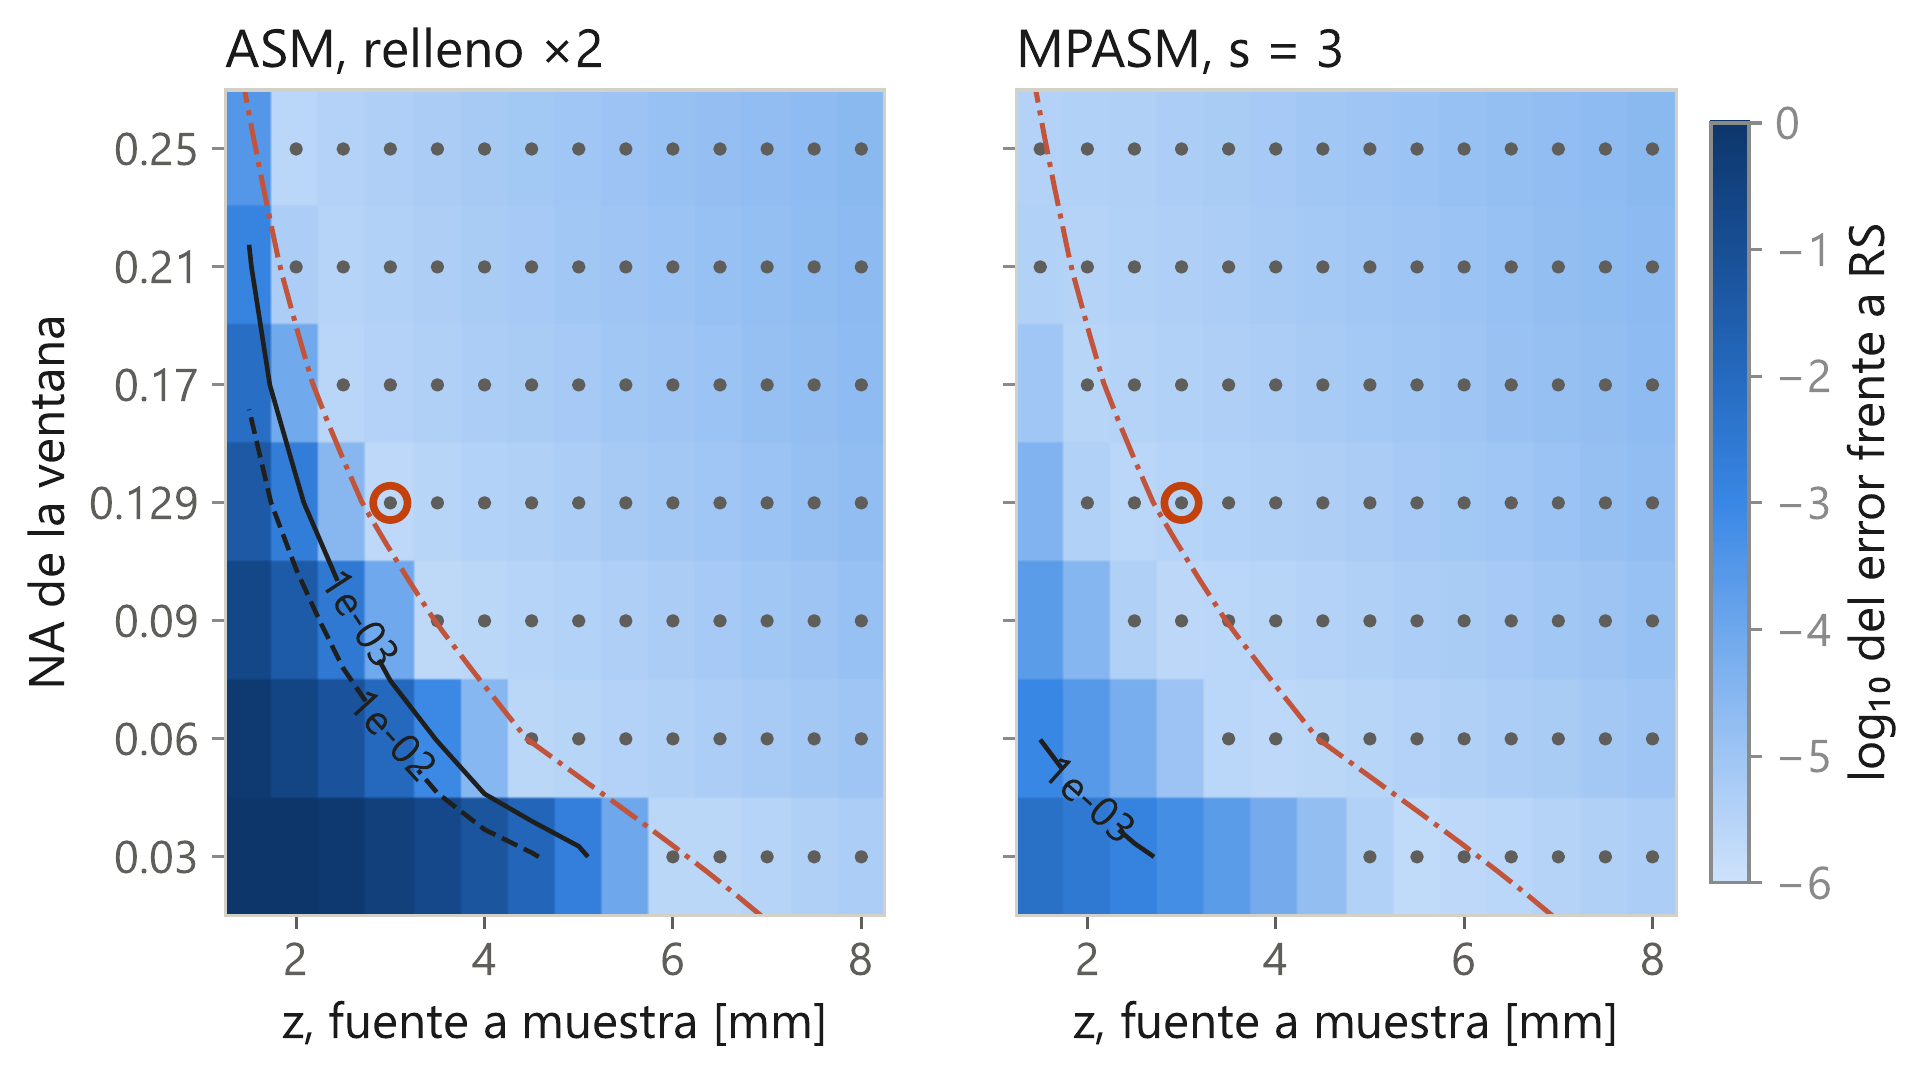 ASM, relleno ×2
MPASM, s = 3
NA de la ventana
0.25
0.21
0.17
0.129
0.09
0.06
0.03
1e-03
1e-02
1e-03
2
4
6
8
2
4
6
8
z, fuente a muestra [mm]
z, fuente a muestra [mm]
0
−1
−2
−3
−4
−5
−6
log₁₀ del error frente a RS